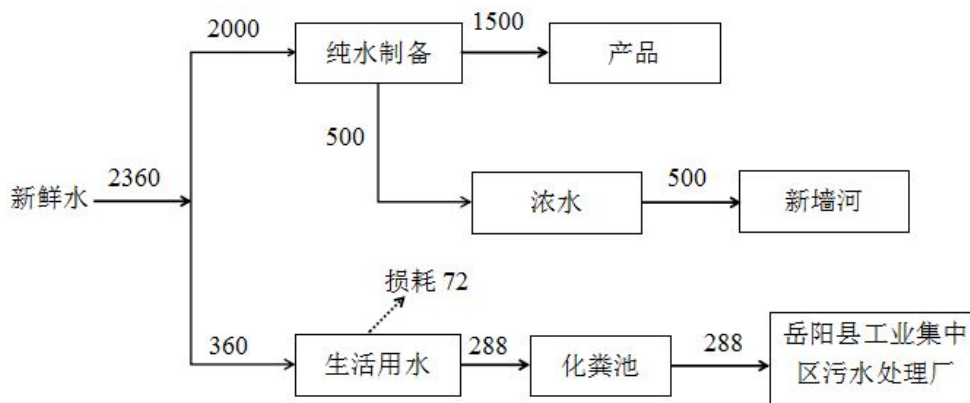 2000
纯水制备
1500
产品
500
新鲜水
2360
浓水
500
新墙河
损耗 72
360
生活用水
288
化粪池
288
岳阳县工业集中
区污水处理厂